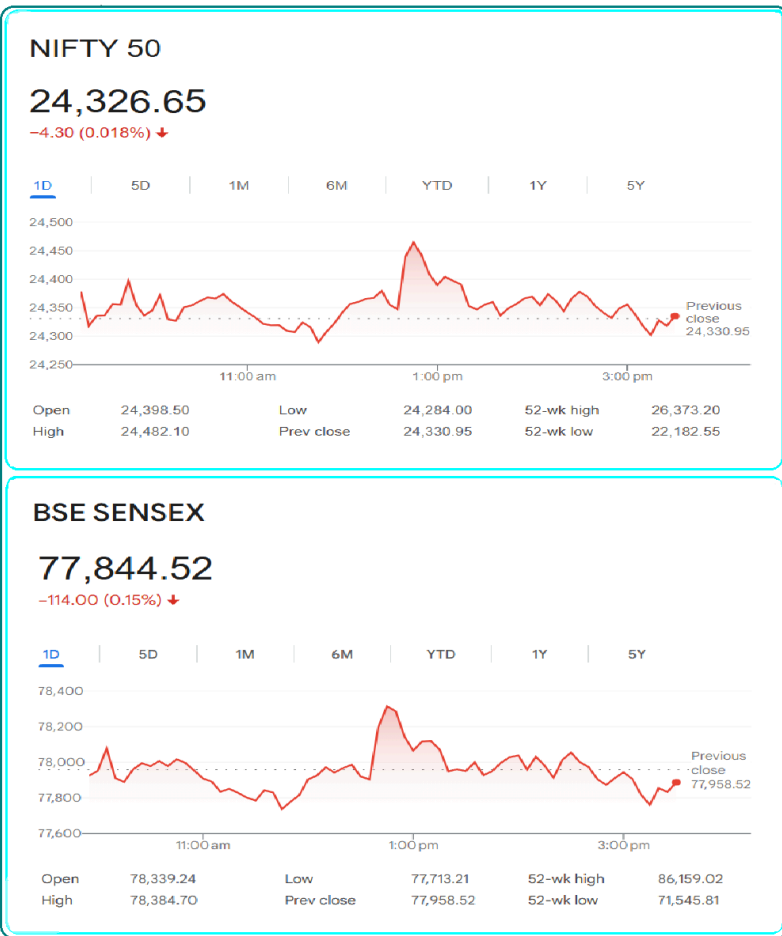 NIFTY 50
24,326.65
−4.30 (0.018%)
1D 5D 1M 6M YTD 1Y 5Y
24,500
24,450
24,400
24,350
24,300
24,250
Previous
close
24,330.95
11:00 am 1:00 pm 3:00 pm
Open 24,398.50 Low 24,284.00 52-wk high 26,373.20
High 24,482.10 Prev close 24,330.95 52-wk low 22,182.55
BSE SENSEX
77,844.52
−114.00 (0.15%)
1D 5D 1M 6M YTD 1Y 5Y
78,400
78,200
78,000
77,800
77,600
Previous
close
77,958.52
11:00 am 1:00 pm 3:00 pm
Open 78,339.24 Low 77,713.21 52-wk high 86,159.02
High 78,384.70 Prev close 77,958.52 52-wk low 71,545.81